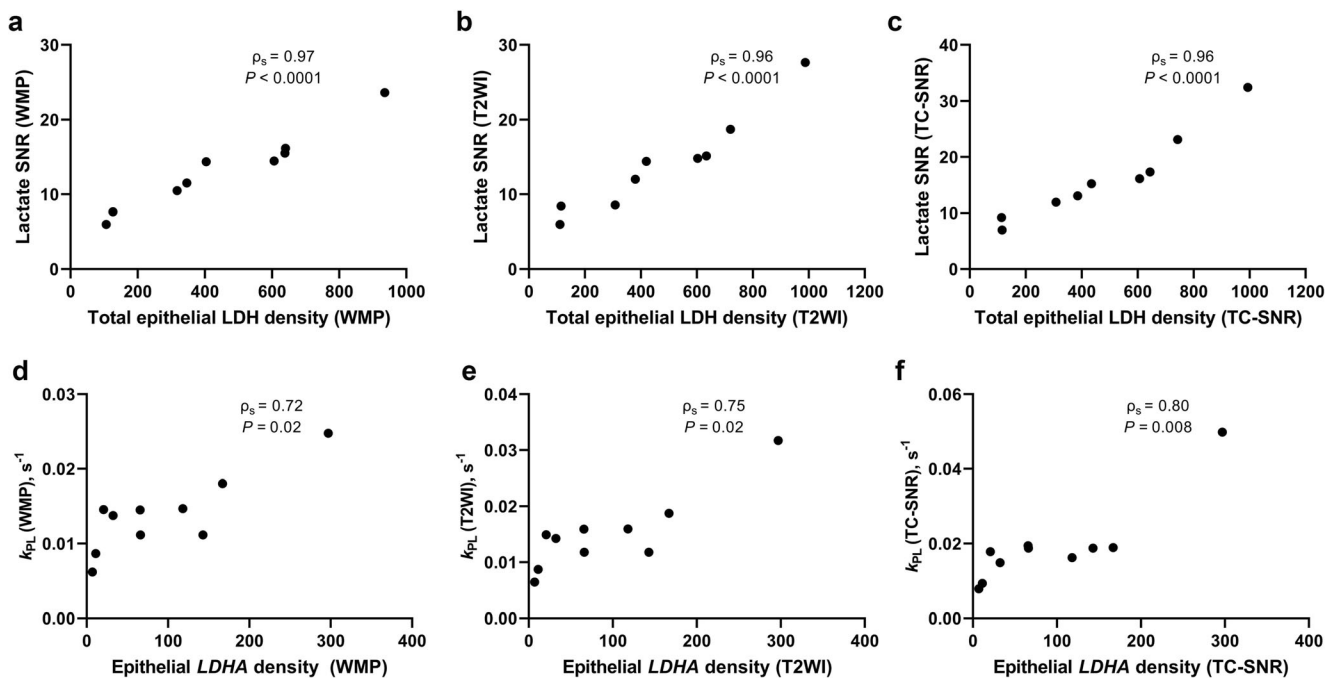 a
ρs = 0.97
P < 0.0001
Lactate SNR (WMP)
30
20
10
0
0 200 400 600 800 1000
Total epithelial LDH density (WMP)
b
ρs = 0.96
P < 0.0001
Lactate SNR (T2WI)
30
20
10
0
0 200 400 600 800 1000 1200
Total epithelial LDH density (T2WI)
c
ρs = 0.96
P < 0.0001
Lactate SNR (TC-SNR)
40
30
20
10
0
0 200 400 600 800 1000 1200
Total epithelial LDH density (TC-SNR)
d
ρs = 0.72
P = 0.02
kPL (WMP), s-1
0.03
0.02
0.01
0.00
0 100 200 300 400
Epithelial LDHA density (WMP)
e
ρs = 0.75
P = 0.02
kPL (T2WI), s-1
0.04
0.03
0.02
0.01
0.00
0 100 200 300 400
Epithelial LDHA density (T2WI)
f
ρs = 0.80
P = 0.008
kPL (TC-SNR), s-1
0.06
0.04
0.02
0.00
0 100 200 300 400
Epithelial LDHA density (TC-SNR)